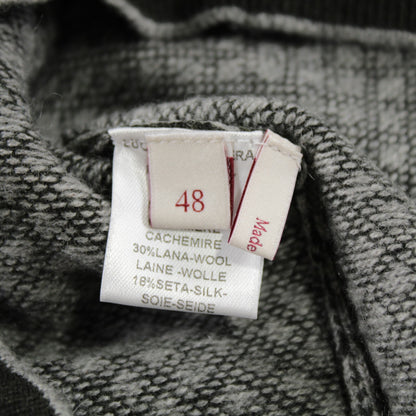 48
Made
CACHEMIRE
30%LANA-WOOL
LAINE -WOLLE
18%SETA-SILK-
SOIE-SEIDE